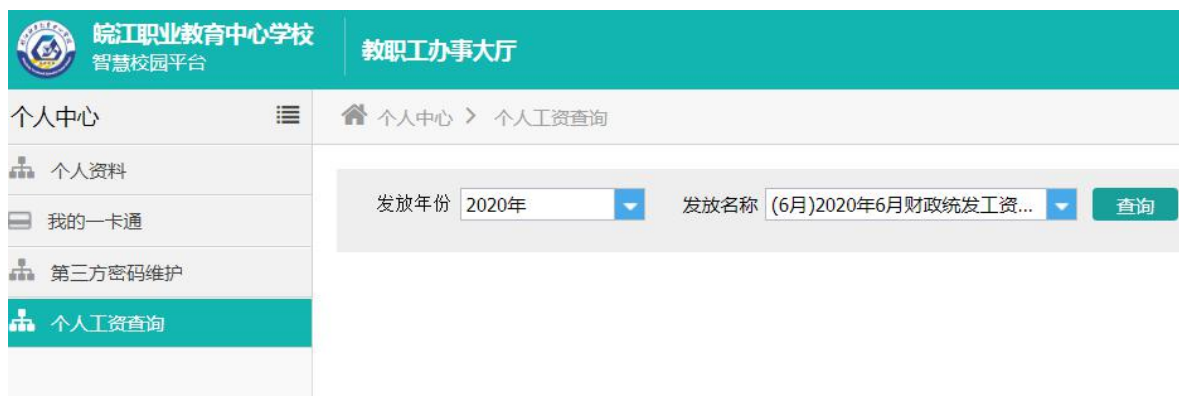 皖江职业教育中心学校
智慧校园平台
教职工办事大厅
个人中心
个人中心 > 个人工资查询
个人资料
我的一卡通
第三方密码维护
个人工资查询
发放年份 2020年 发放名称 (6月)2020年6月财政统发工资... 查询